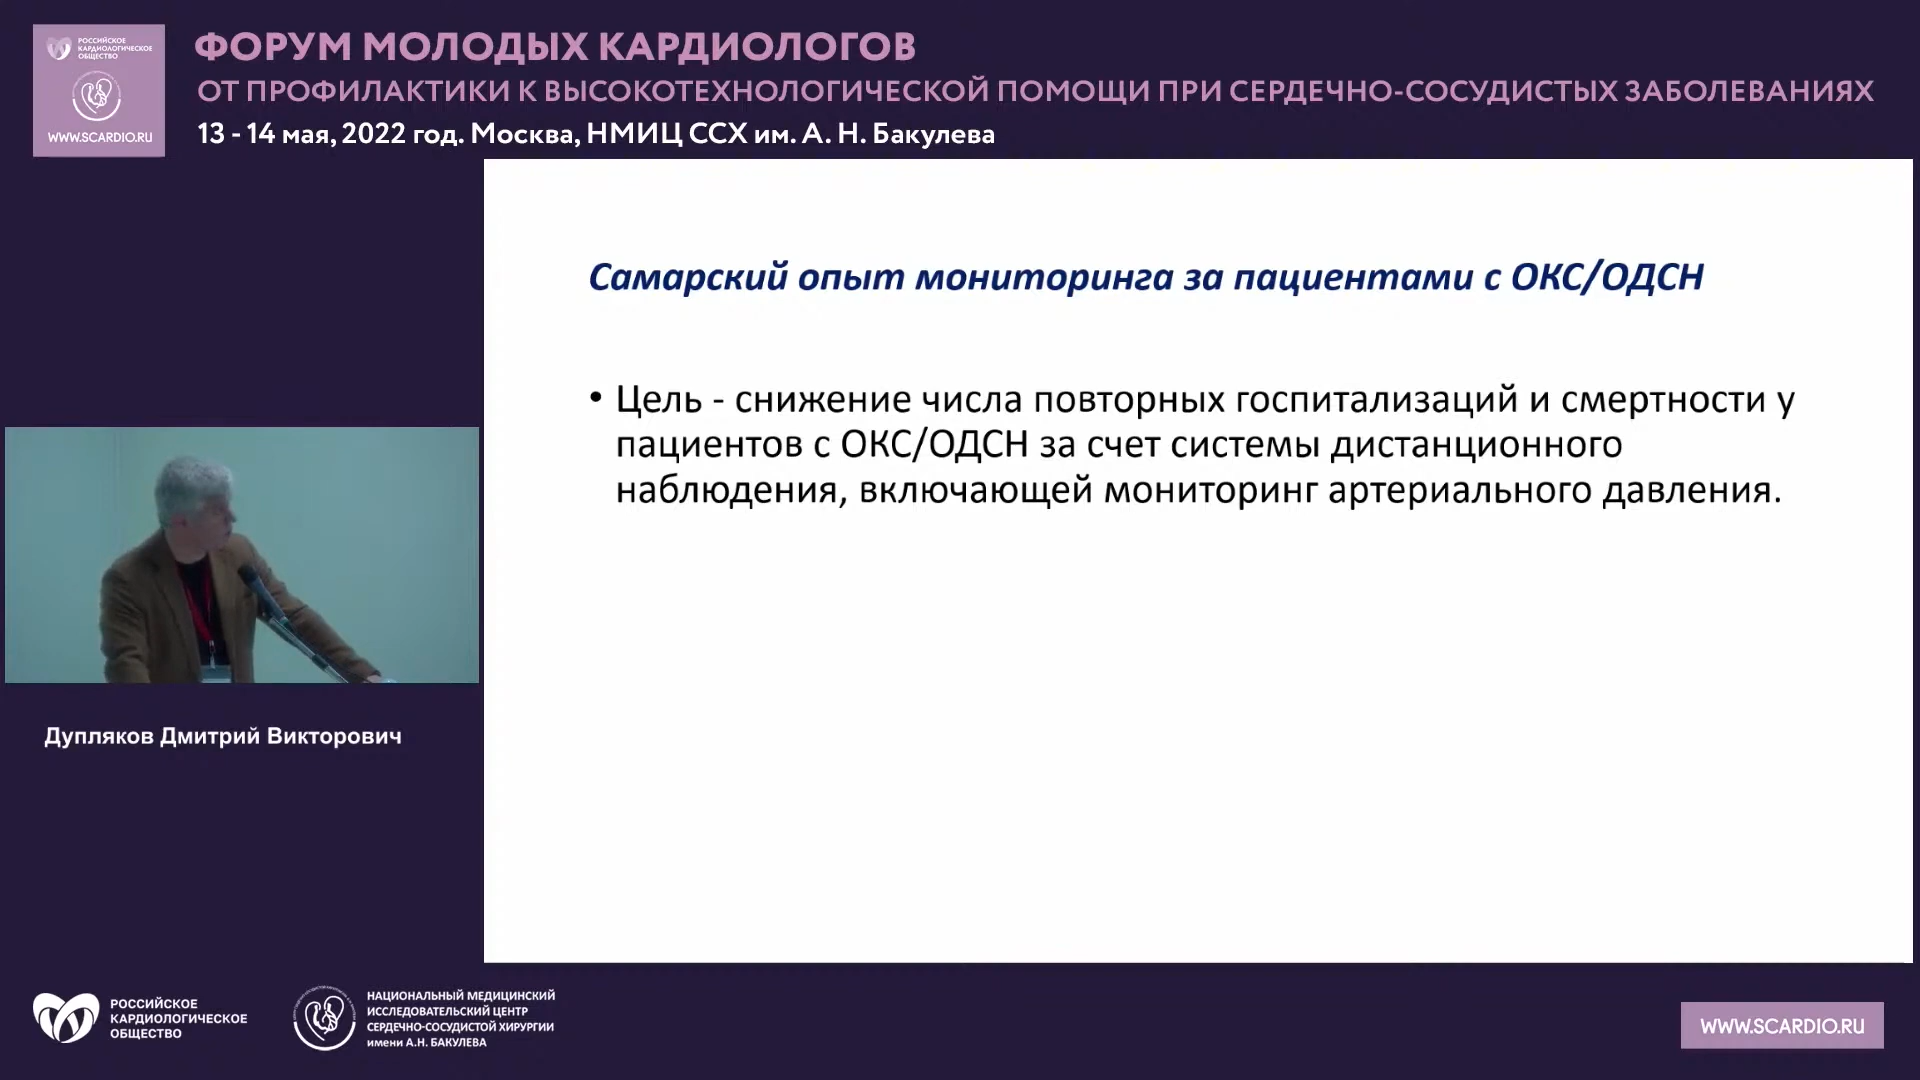 РОССИЙСКОЕ
КАРДИОЛОГИЧЕСКОЕ
ОБЩЕСТВО
WWW.SCARDIO.RU
ФОРУМ МОЛОДЫХ КАРДИОЛОГОВ
ОТ ПРОФИЛАКТИКИ К ВЫСОКОТЕХНОЛОГИЧЕСКОЙ ПОМОЩИ ПРИ СЕРДЕЧНО-СОСУДИСТЫХ ЗАБОЛЕВАНИЯХ
13 - 14 мая, 2022 год. Москва, НМИЦ ССХ им. А. Н. Бакулева
Самарский опыт мониторинга за пациентами с ОКС/ОДСН
• Цель - снижение числа повторных госпитализаций и смертности у
пациентов с ОКС/ОДСН за счет системы дистанционного
наблюдения, включающей мониторинг артериального давления.
Дупляков Дмитрий Викторович
РОССИЙСКОЕ
КАРДИОЛОГИЧЕСКОЕ
ОБЩЕСТВО
НАЦИОНАЛЬНЫЙ МЕДИЦИНСКИЙ
ИССЛЕДОВАТЕЛЬСКИЙ ЦЕНТР
СЕРДЕЧНО-СОСУДИСТОЙ ХИРУРГИИ
имени А.Н. БАКУЛЕВА
WWW.SCARDIO.RU